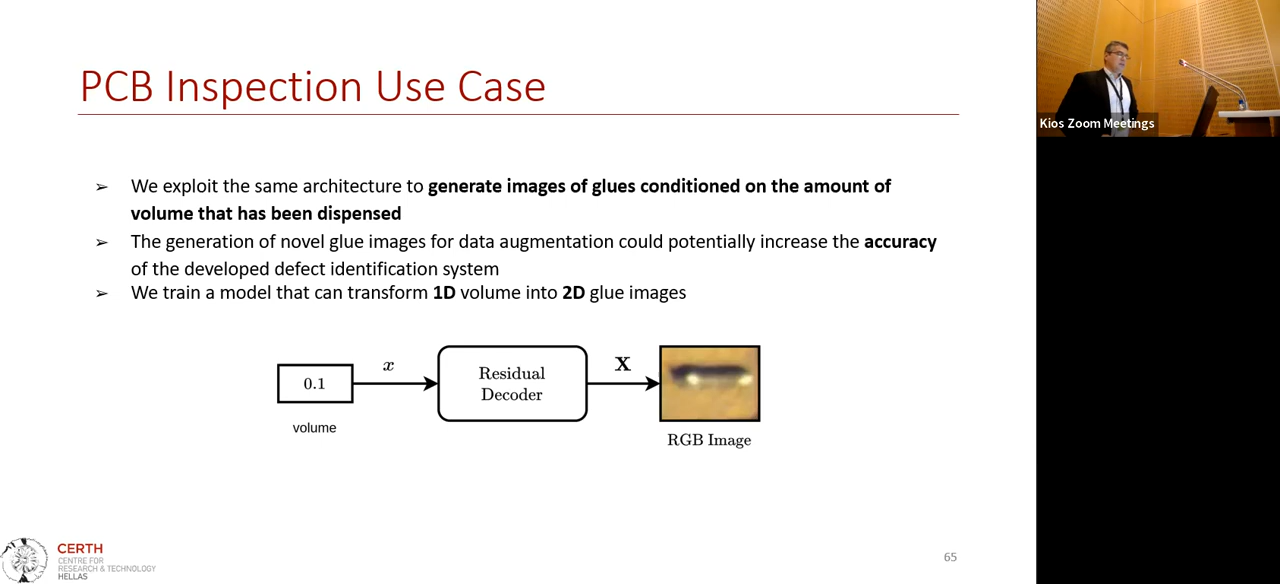 PCB Inspection Use Case
➢ We exploit the same architecture to generate images of glues conditioned on the amount of
volume that has been dispensed
➢ The generation of novel glue images for data augmentation could potentially increase the accuracy
of the developed defect identification system
➢ We train a model that can transform 1D volume into 2D glue images
0.1
x
Residual
Decoder
X
volume
RGB Image
CERTH
CENTRE FOR
RESEARCH & TECHNOLOGY
HELLAS
65
Kios Zoom Meetings